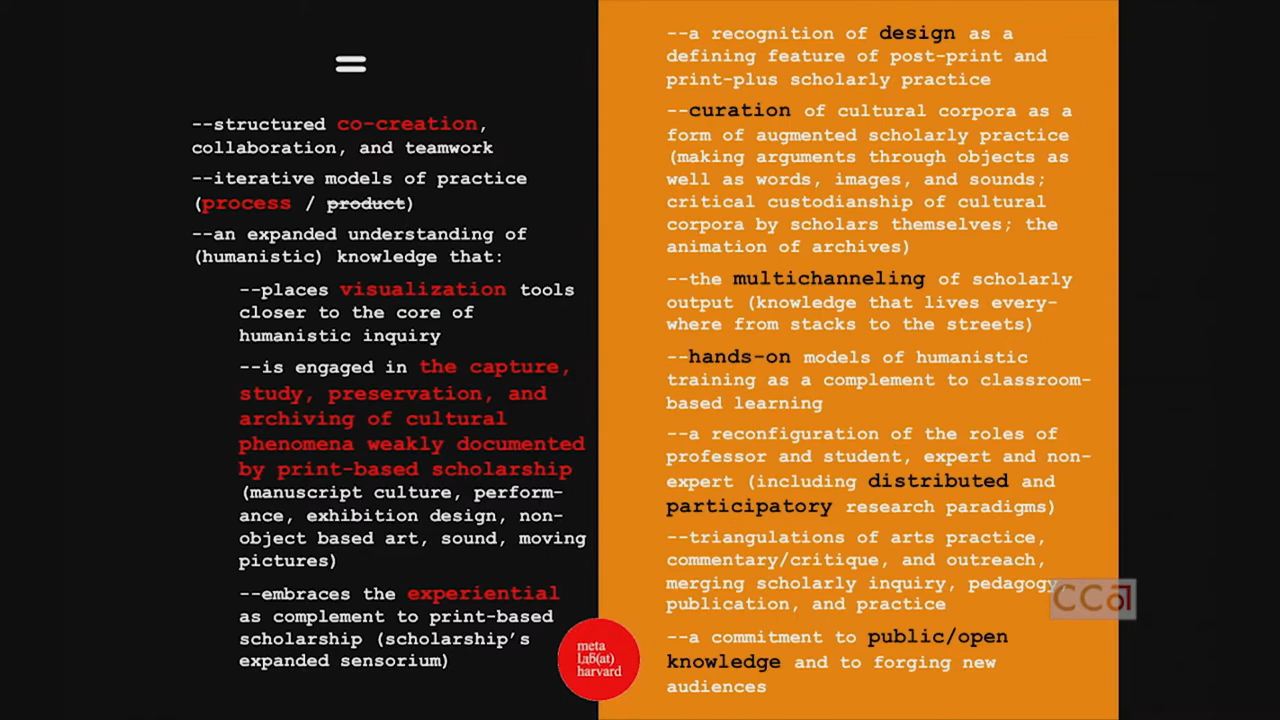 =
--structured co-creation,
collaboration, and teamwork
--iterative models of practice
(process / product)
--an expanded understanding of
(humanistic) knowledge that:
--places visualization tools
closer to the core of
humanistic inquiry
--is engaged in the capture,
study, preservation, and
archiving of cultural
phenomena weakly documented
by print-based scholarship
(manuscript culture, perform-
ance, exhibition design, non-
object based art, sound, moving
pictures)
--embraces the experiential
as complement to print-based
scholarship (scholarship's
expanded sensorium)
meta
Lдб(at)
harvard
--a recognition of design as a
defining feature of post-print and
print-plus scholarly practice
--curation of cultural corpora as a
form of augmented scholarly practice
(making arguments through objects as
well as words, images, and sounds;
critical custodianship of cultural
corpora by scholars themselves; the
animation of archives)
--the multichanneling of scholarly
output (knowledge that lives every-
where from stacks to the streets)
--hands-on models of humanistic
training as a complement to classroom-
based learning
--a reconfiguration of the roles of
professor and student, expert and non-
expert (including distributed and
participatory research paradigms)
--triangulations of arts practice,
commentary/critique, and outreach,
merging scholarly inquiry, pedagogy
publication, and practice
--a commitment to public/open
knowledge and to forging new
audiences
CCa